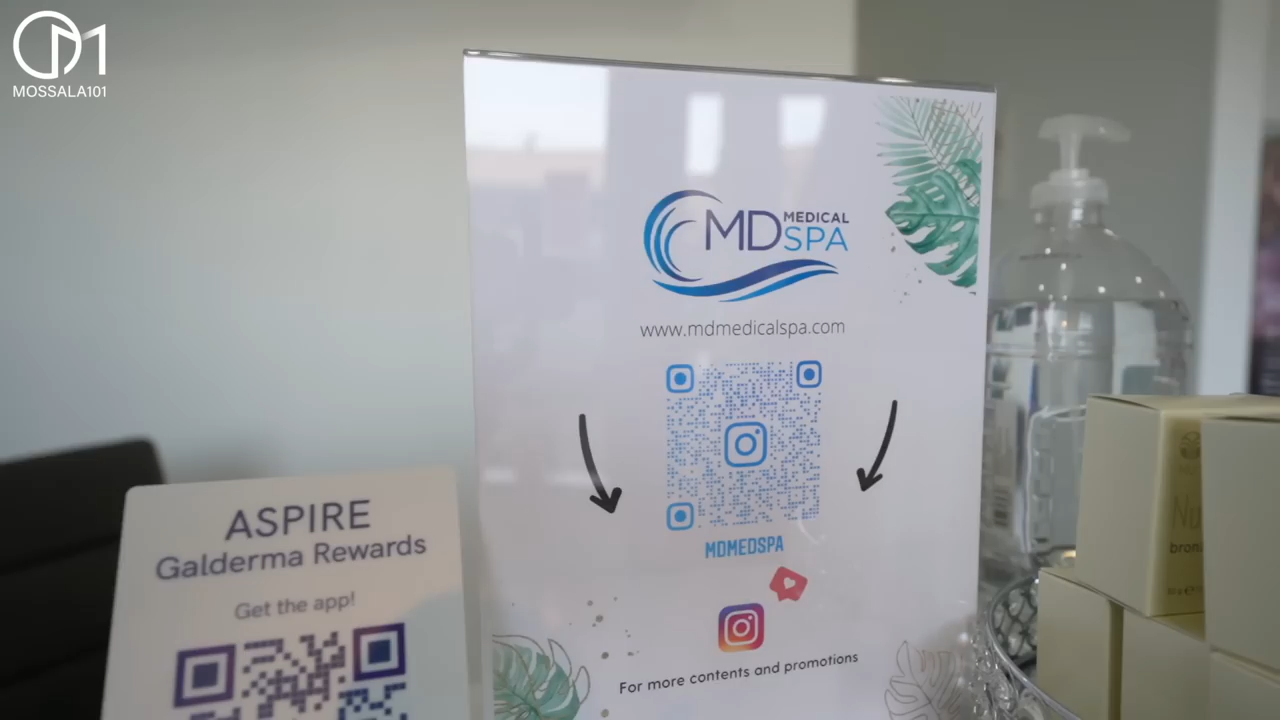 MOSSALA101
MD MEDICAL
SPA
www.mdmedicalspa.com
MDMEDSPA
For more contents and promotions
ASPIRE
Galderma Rewards
Get the app!
Nu